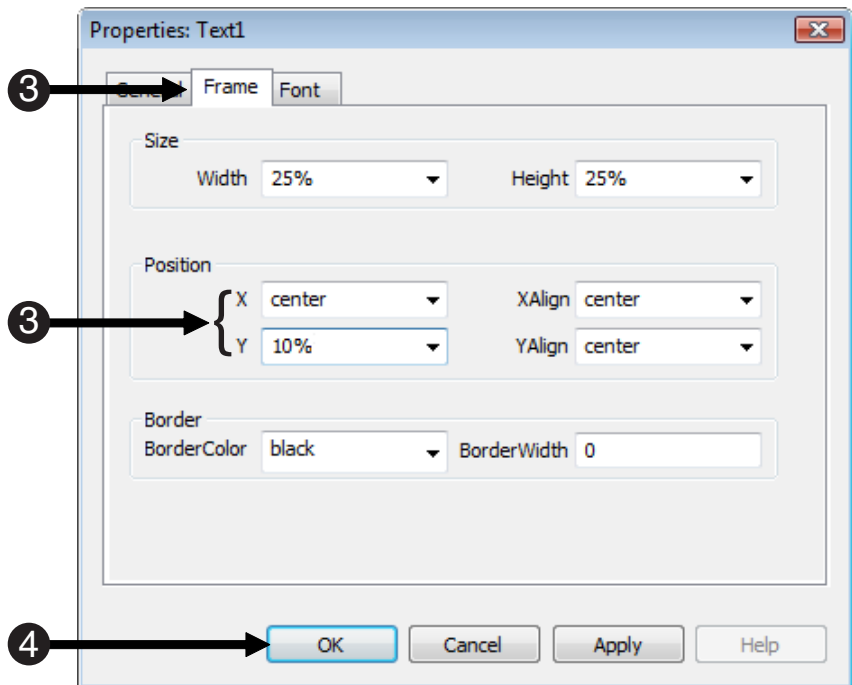 Properties: Text1
3 General Frame Font
Size
Width 25% Height 25%
Position
X center XAlign center
3
Y 10% YAlign center
Border
BorderColor black BorderWidth 0
4 OK Cancel Apply Help